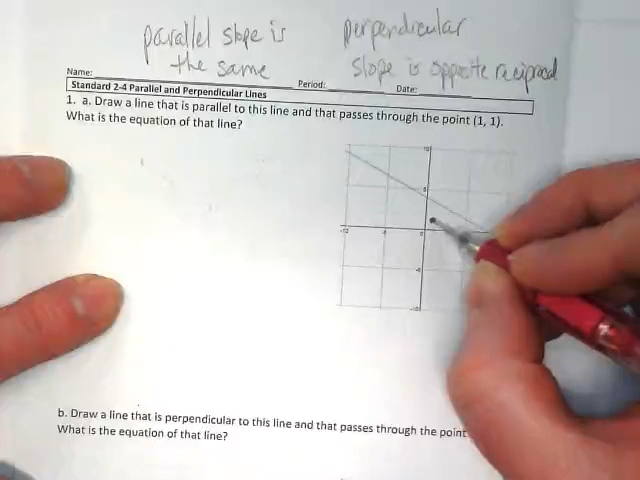 parallel slope is
the same
perpendicular
slope is opposite reciprocal
Name:
Period:
Date:
Standard 2-4 Parallel and Perpendicular Lines
1. a. Draw a line that is parallel to this line and that passes through the point (1, 1).
What is the equation of that line?
b. Draw a line that is perpendicular to this line and that passes through the point
What is the equation of that line?